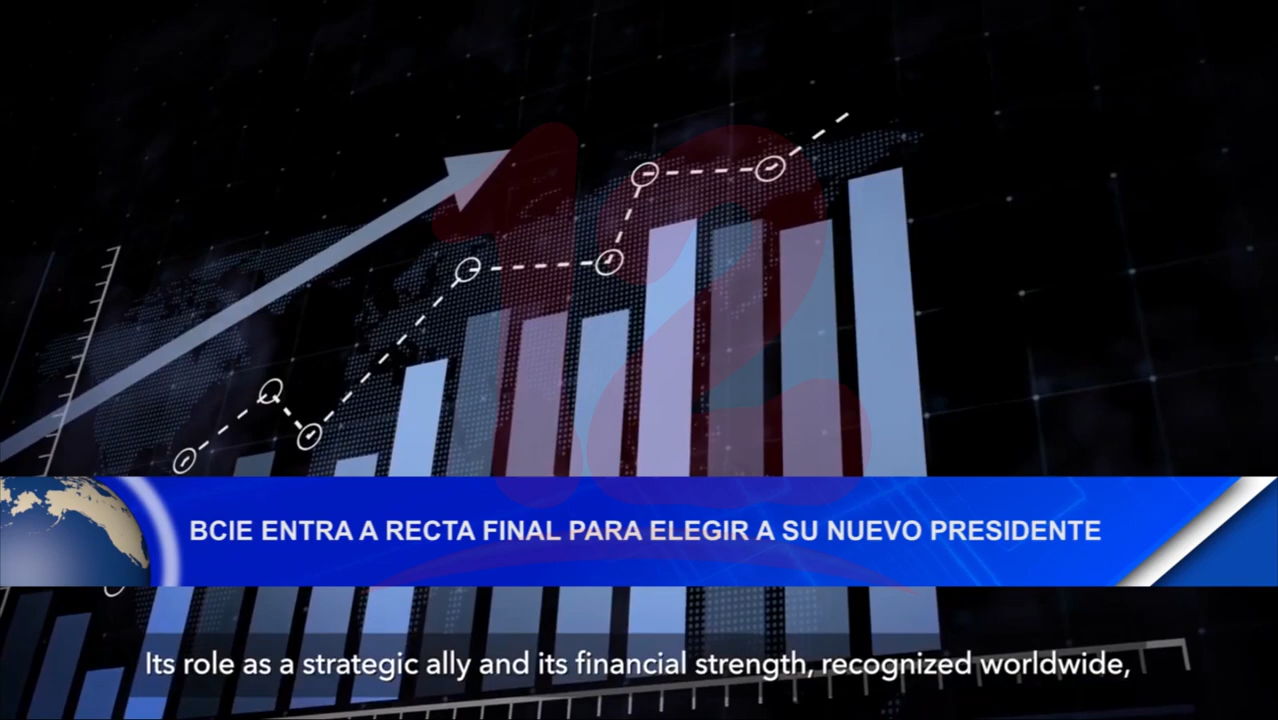 12
BCIE ENTRA A RECTA FINAL PARA ELEGIR A SU NUEVO PRESIDENTE
Its role as a strategic ally and its financial strength, recognized worldwide,